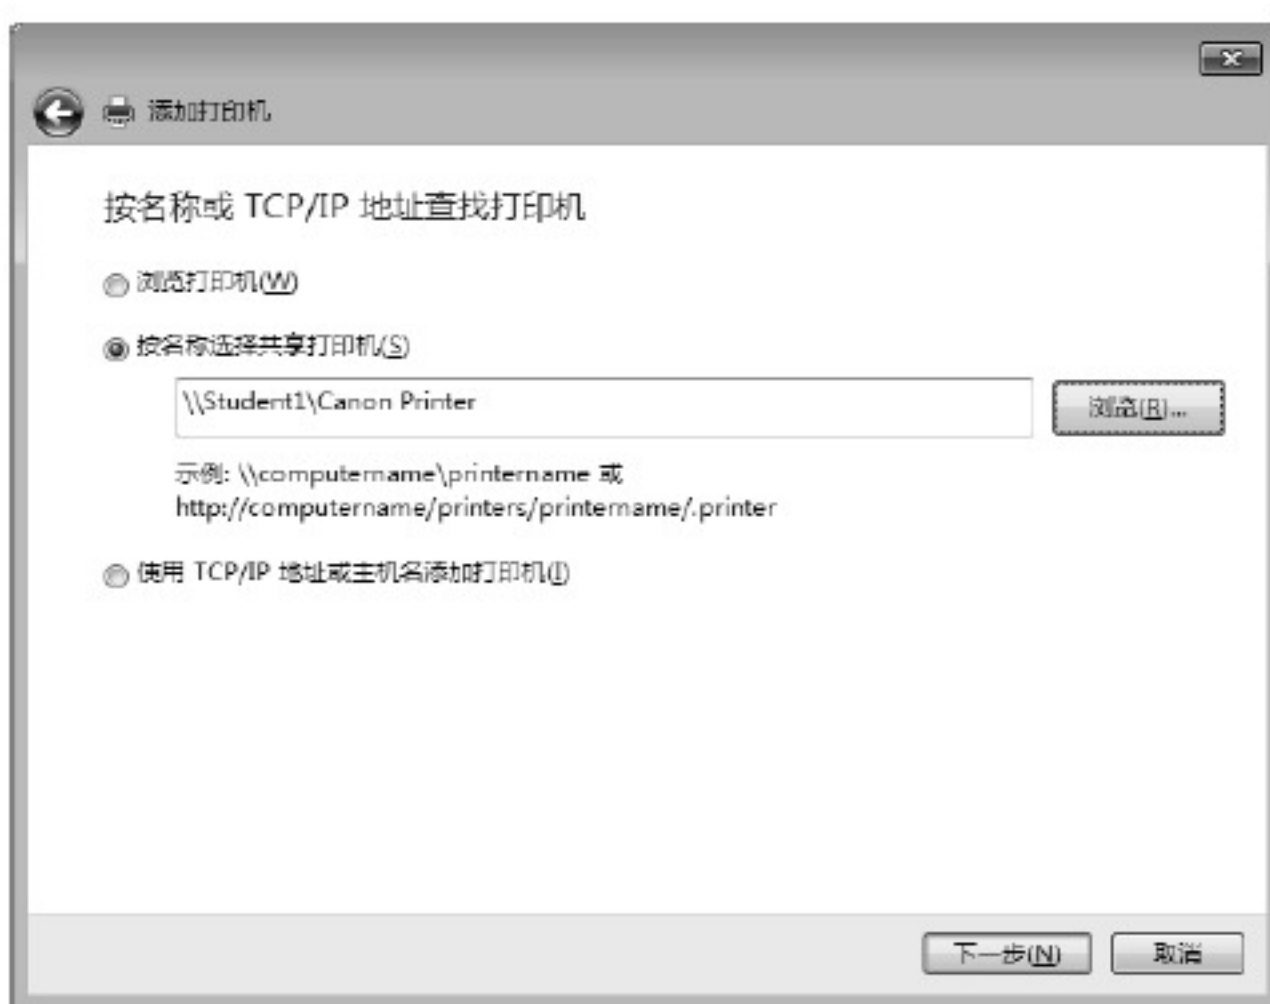 添加打印机
按名称或 TCP/IP 地址查找打印机
浏览打印机(W)
按名称选择共享打印机(S)
\\Student1\Canon Printer
浏览(R)...
示例: \\computername\printername 或
http://computername/printers/printername/.printer
使用 TCP/IP 地址或主机名添加打印机(I)
下一步(N)
取消